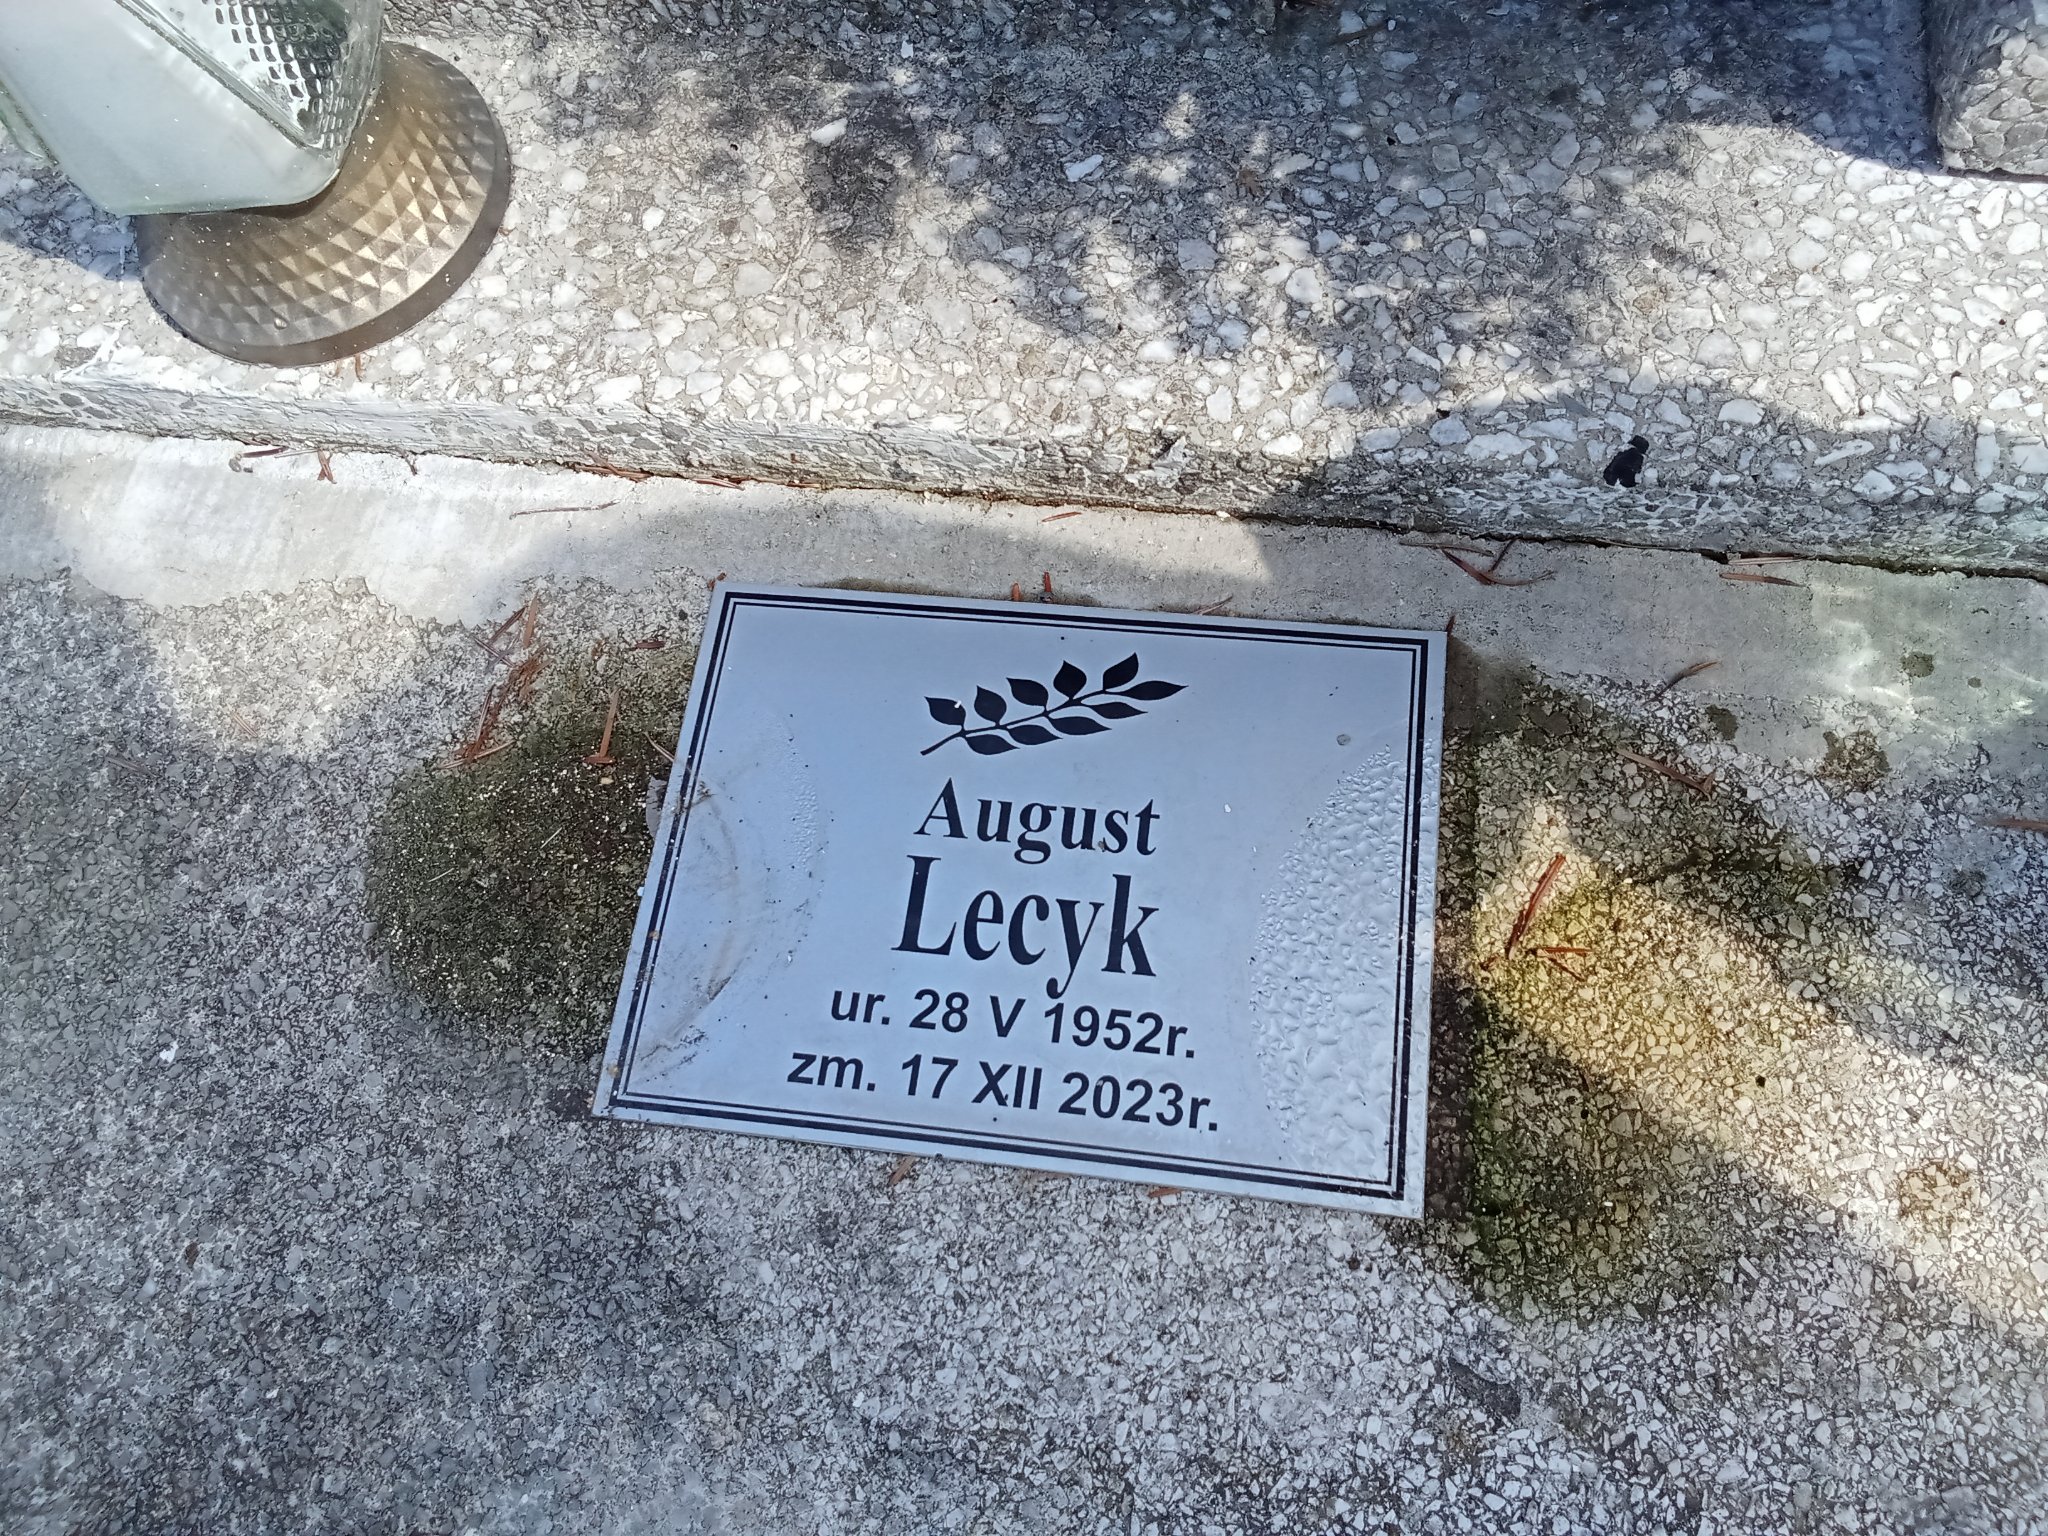 August
Lecyk
ur. 28 V 1952r.
zm. 17 XII 2023r.